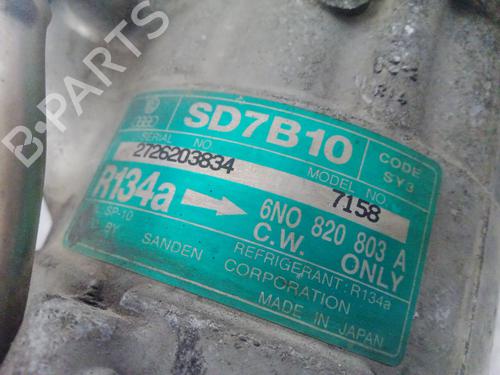 B-PARTS
SD7B10
CODE
SY3
SERIAL NO
2726203834
MODEL NO.
7158
R134a
6N0 820 803 A
C.W. ONLY
SP-10
REFRIGERANT: R134a
BY SANDEN CORPORATION
MADE IN JAPAN